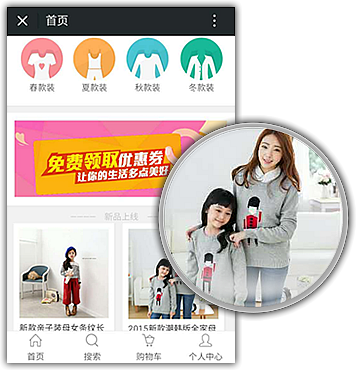 首页
春款装 夏款装 秋款装 冬款装
免费领取优惠券
让你的生活多点美好
新品上线
新款亲子装母女条纹长
2015新款潮韩版全家母
首页 搜索 购物车 个人中心